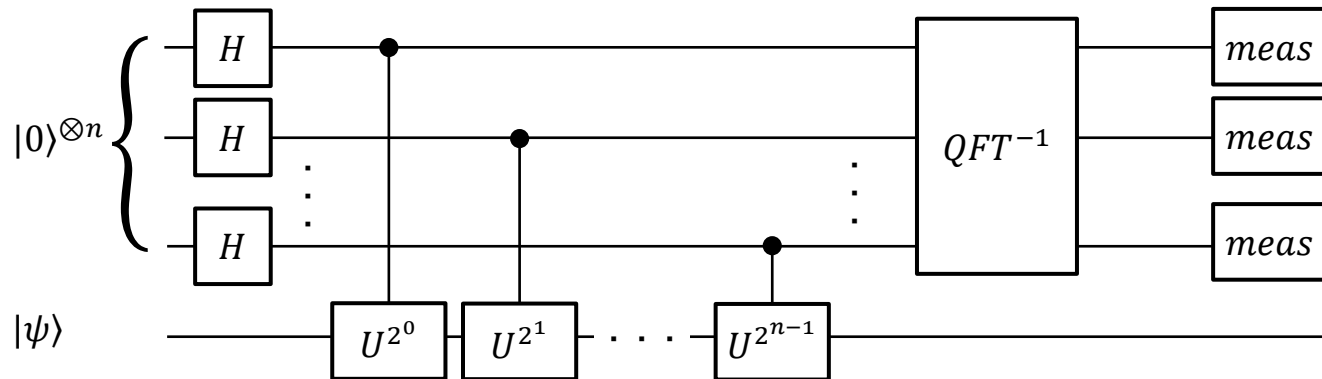 H meas
|0⟩^{⊗n} H QFT^{-1} meas
H meas
|ψ⟩ U^{2^0} U^{2^1} . . . U^{2^{n-1}}